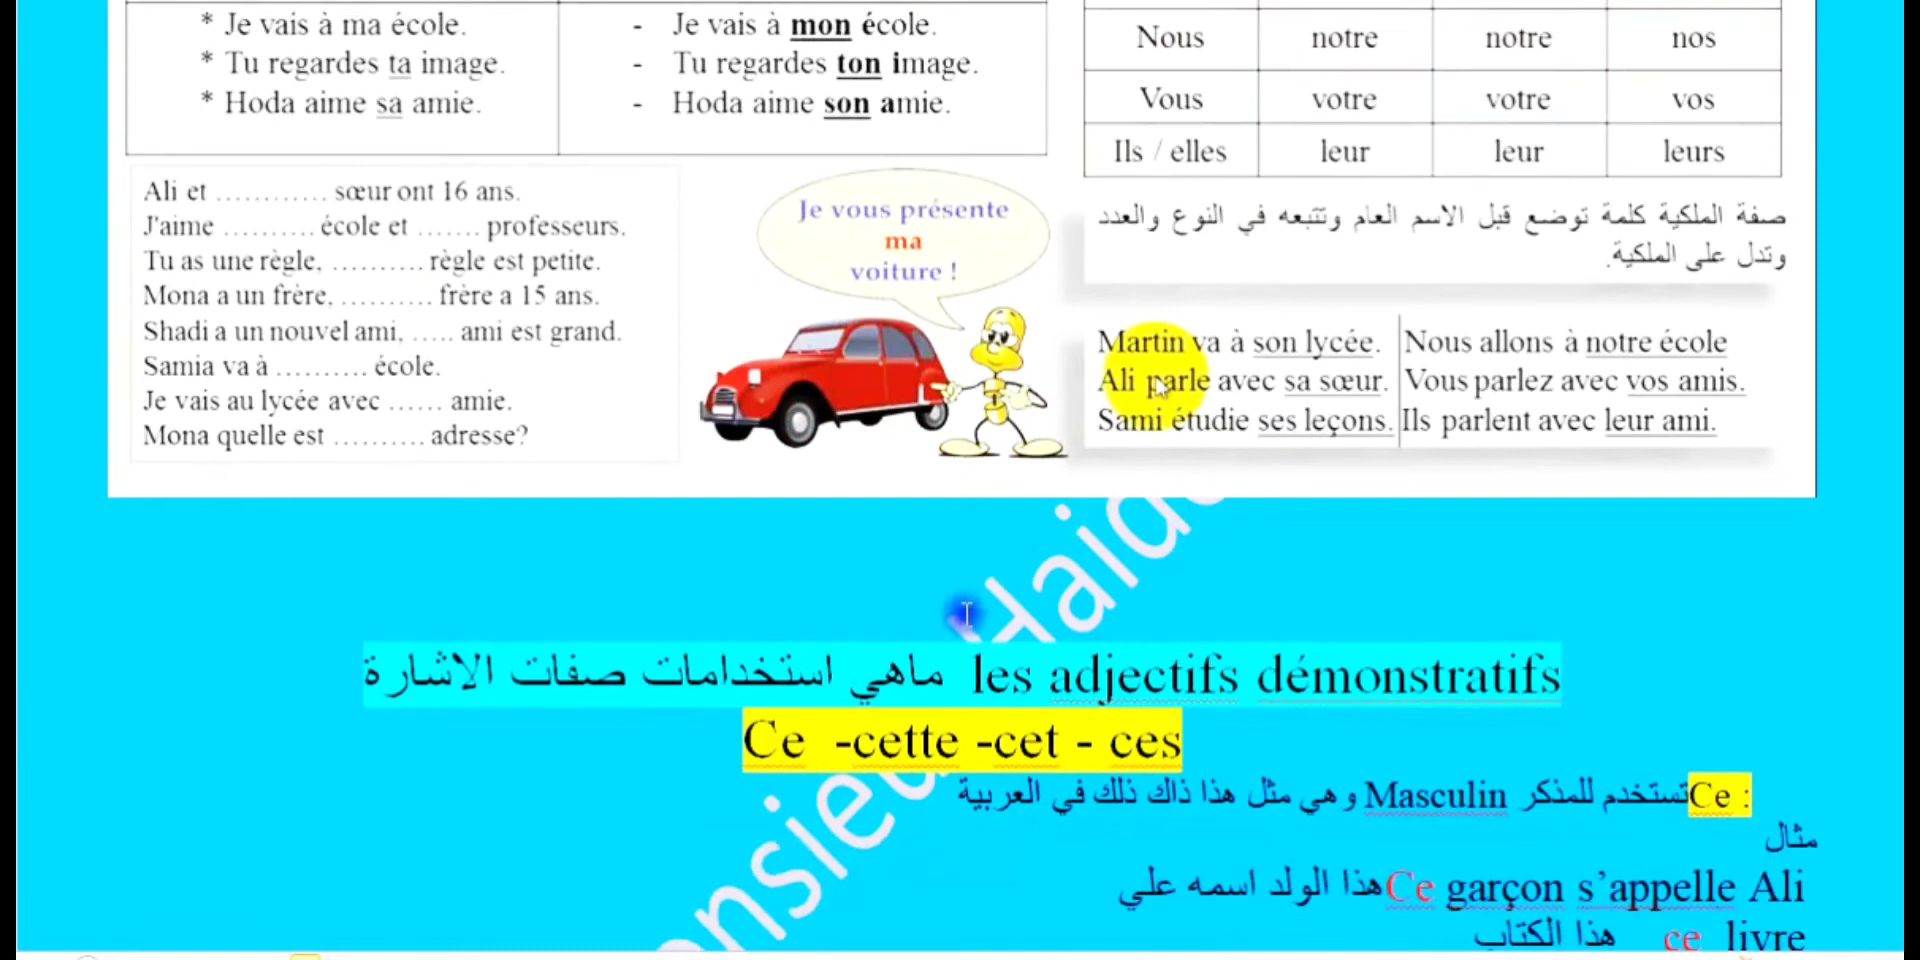 * Je vais à ma école.
* Tu regardes ta image.
* Hoda aime sa amie.
- Je vais à mon école.
- Tu regardes ton image.
- Hoda aime son amie.
Nous notre notre nos
Vous votre votre vos
Ils / elles leur leur leurs
Ali et ………… sœur ont 16 ans.
J'aime .......... école et ....... professeurs.
Tu as une règle, .......... règle est petite.
Mona a un frère, .......... frère a 15 ans.
Shadi a un nouvel ami, ..... ami est grand.
Samia va à .......... école.
Je vais au lycée avec ...... amie.
Mona quelle est .......... adresse?
Je vous présente
ma
voiture !
صفة الملكية كلمة توضع قبل الاسم العام وتتبعه في النوع والعدد
وتدل على الملكية.
Martin va à son lycée.
Ali parle avec sa sœur.
Sami étudie ses leçons.
Nous allons à notre école
Vous parlez avec vos amis.
Ils parlent avec leur ami.
ماهي استخدامات صفات الاشارة les adjectifs démonstratifs
Ce -cette -cet - ces
Ce : تستخدم للمذكر Masculin و هي مثل هذا ذاك ذلك في العربية
مثال
Ce garçon s’appelle Ali هذا الولد اسمه علي
ce livre هذا الكتاب